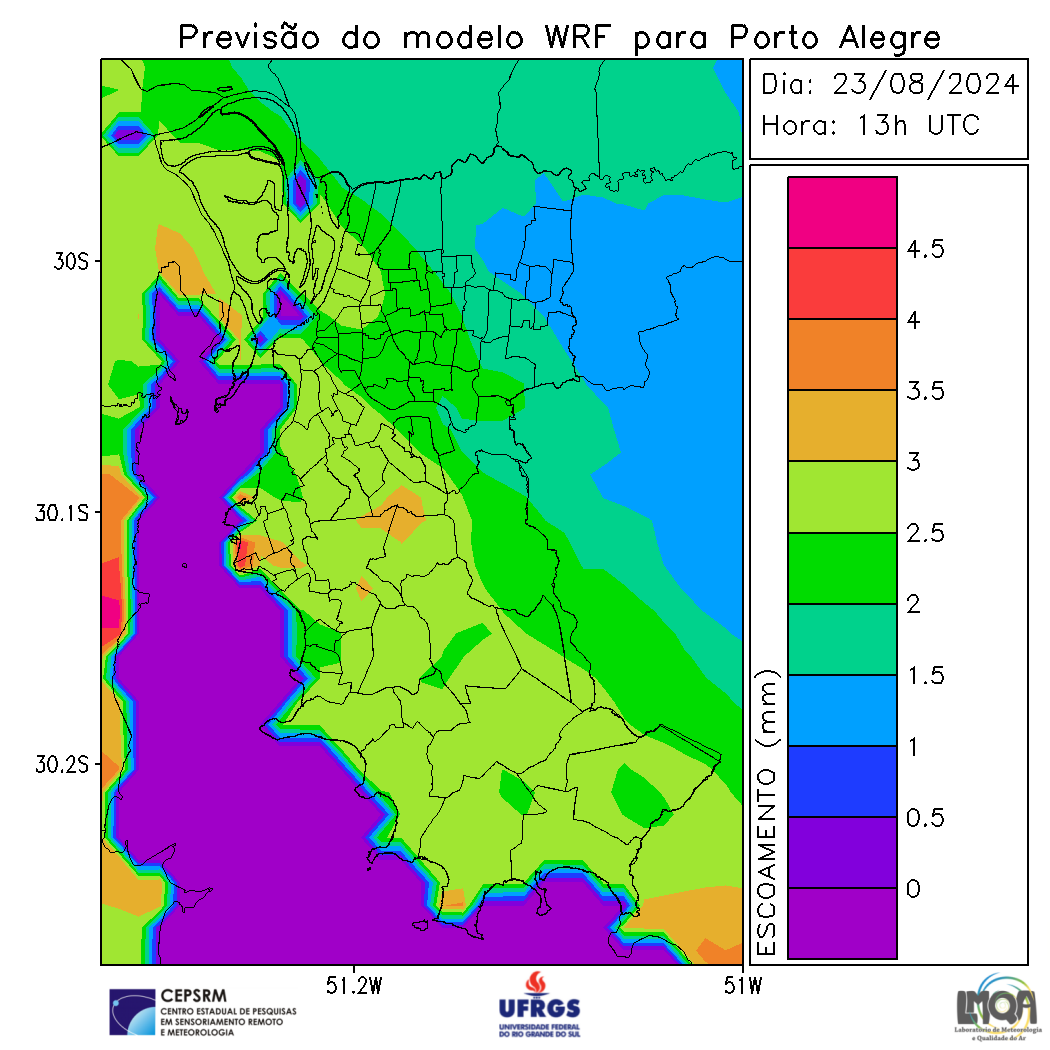 Previsão do modelo WRF para Porto Alegre
Dia: 23/08/2024
Hora: 13h UTC
30S
30.1S
30.2S
51.2W
51W
ESCOAMENTO (mm)
4.5
4
3.5
3
2.5
2
1.5
1
0.5
0
CEPSRM
CENTRO ESTADUAL DE PESQUISAS
EM SENSORIAMENTO REMOTO
E METEOROLOGIA
UFRGS
UNIVERSIDADE FEDERAL
DO RIO GRANDE DO SUL
LMQA
Laboratório de Meteorologia
e Qualidade do Ar